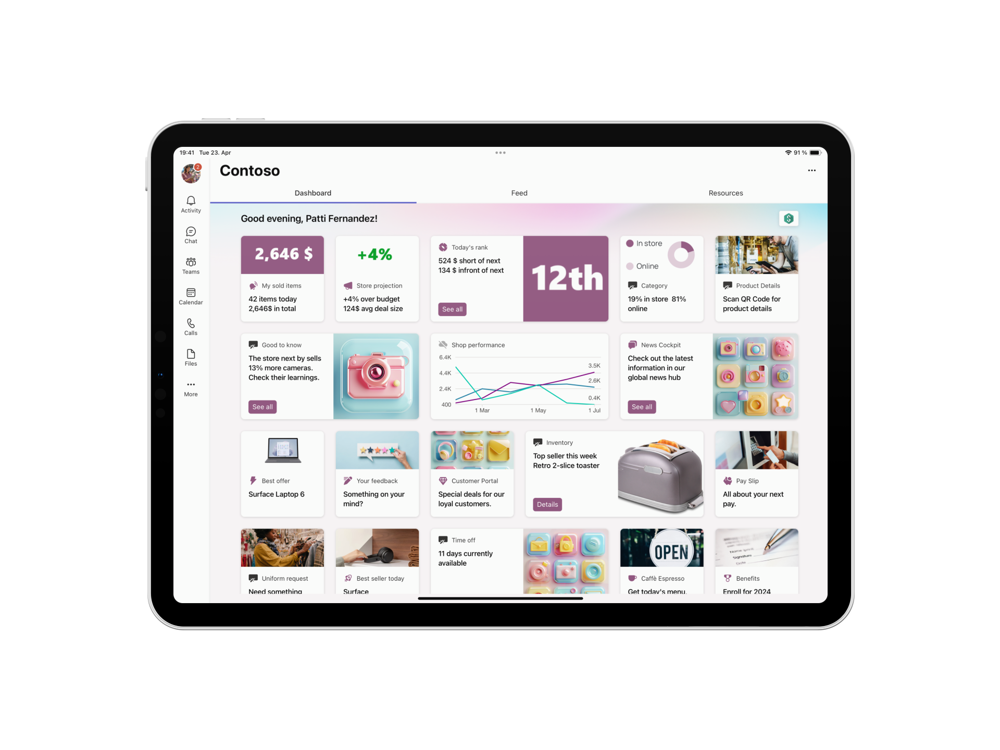 19:41 Tue 23. Apr
91 %
2
Contoso
Activity
Chat
Teams
Calendar
Calls
Files
More
Dashboard
Feed
Resources
Good evening, Patti Fernandez!
2,646 $
My sold items
42 items today
2,646$ in total
+4%
Store projection
+4% over budget
124$ avg deal size
Today's rank
524 $ short of next
134 $ infront of next
See all
12th
In store
Online
Category
19% in store 81%
online
Product Details
Scan QR Code for
product details
Good to know
The store next by sells
13% more cameras.
Check their learnings.
See all
Shop performance
6.4K
4.4K
2.4K
400
3.5K
2.6K
0.4K
1 Mar
1 May
1 Jul
News Cockpit
Check out the latest
information in our
global news hub
See all
Best offer
Surface Laptop 6
Your feedback
Something on your
mind?
Customer Portal
Special deals for our
loyal customers.
Inventory
Top seller this week
Retro 2-slice toaster
Details
Pay Slip
All about your next
pay.
Uniform request
Need something
Best seller today
Surface
Time off
11 days currently
available
OPEN
Caffè Espresso
Get today's menu.
Name print
Signature
Date
Benefits
Enroll for 2024